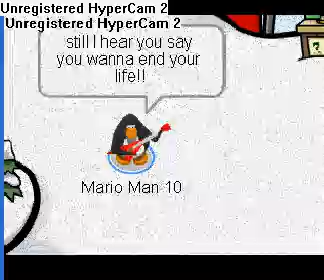 Unregistered HyperCam 2
Unregistered HyperCam 2
still I hear you say
you wanna end your
life!!
Mario Man 10
?